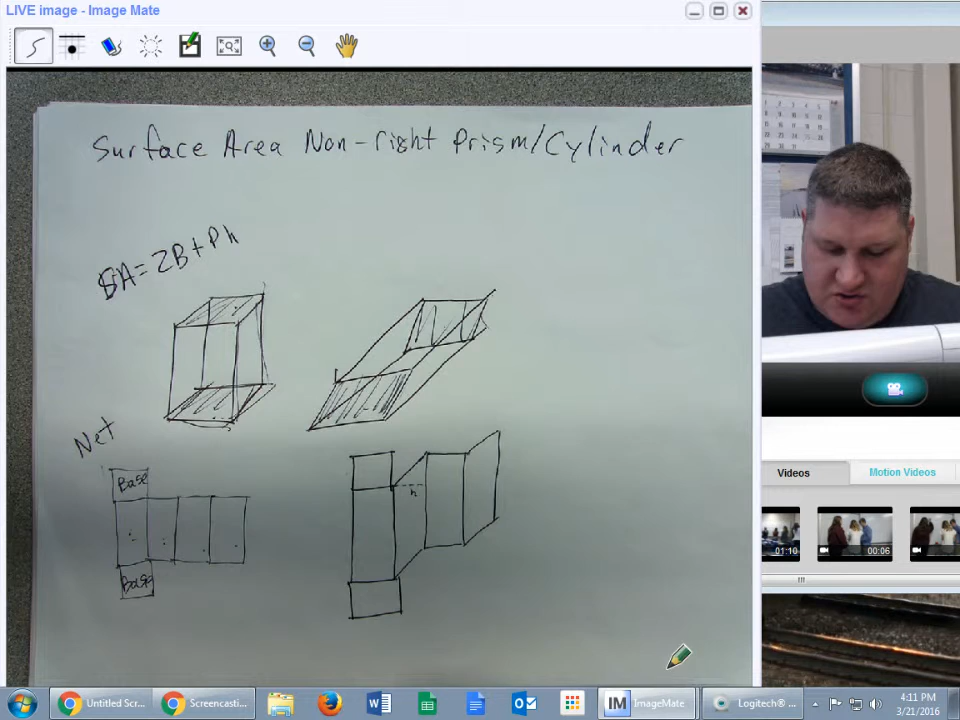 LIVE image - Image Mate
Surface Area Non-right Prism/Cylinder
SA=2B+Ph
Net
Base
Base
h
Videos
Motion Videos
01:10
00:06
Untitled Scr...
Screencasti...
ImageMate
Logitech® ...
4:11 PM
3/21/2016